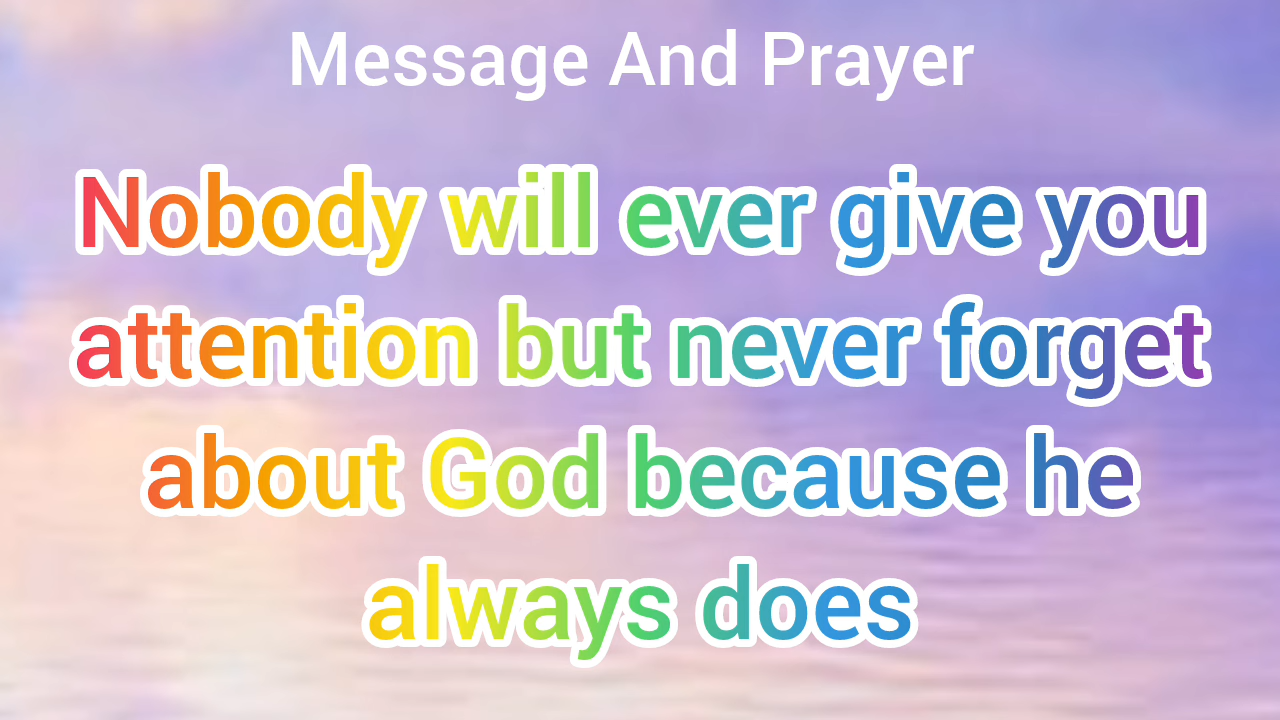 Message And Prayer
Nobody will ever give you
attention but never forget
about God because he
always does